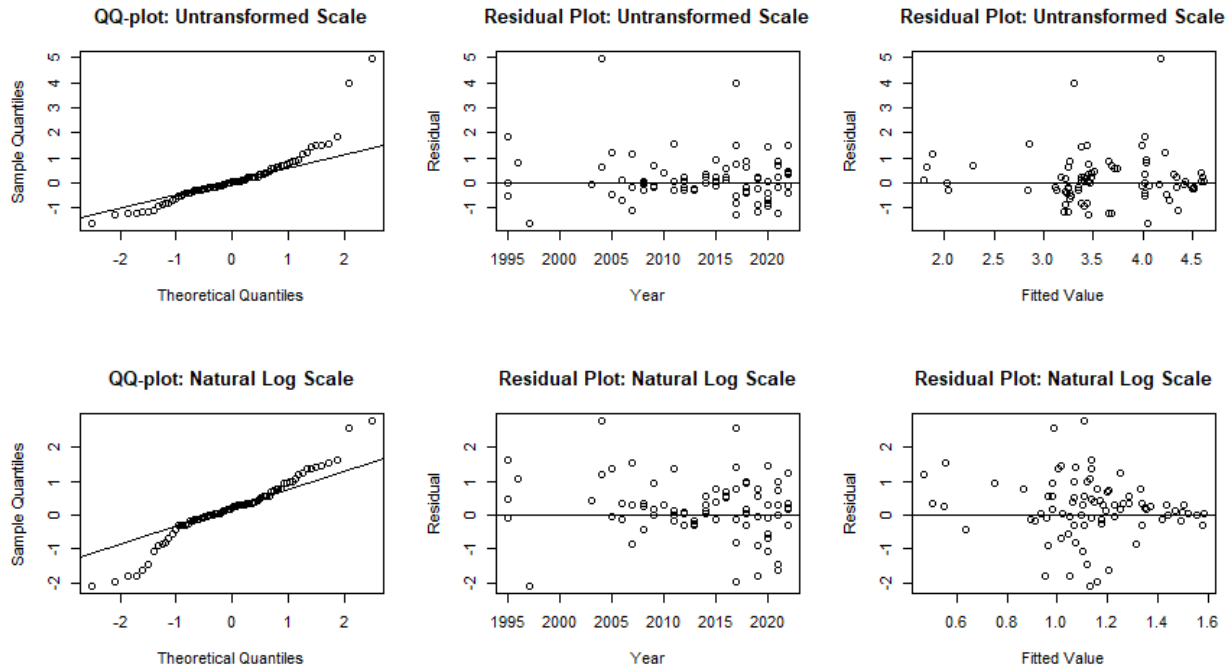 QQ-plot: Untransformed Scale
Sample Quantiles
5
4
3
2
1
0
-1
-2 -1 0 1 2
Theoretical Quantiles
Residual Plot: Untransformed Scale
Residual
5
4
3
2
1
0
-1
1995 2000 2005 2010 2015 2020
Year
Residual Plot: Untransformed Scale
Residual
5
4
3
2
1
0
-1
2.0 2.5 3.0 3.5 4.0 4.5
Fitted Value
QQ-plot: Natural Log Scale
Sample Quantiles
2
1
0
-1
-2
-2 -1 0 1 2
Theoretical Quantiles
Residual Plot: Natural Log Scale
Residual
2
1
0
-1
-2
1995 2000 2005 2010 2015 2020
Year
Residual Plot: Natural Log Scale
Residual
2
1
0
-1
-2
0.6 0.8 1.0 1.2 1.4 1.6
Fitted Value